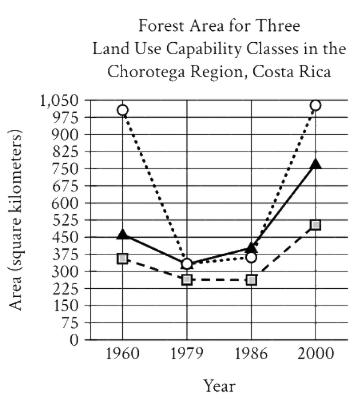 Forest Area for Three
Land Use Capability Classes in the
Chorotega Region, Costa Rica
Area (square kilometers)
1,050
975
900
825
750
675
600
525
450
375
300
225
150
75
0
1960 1979 1986 2000
Year